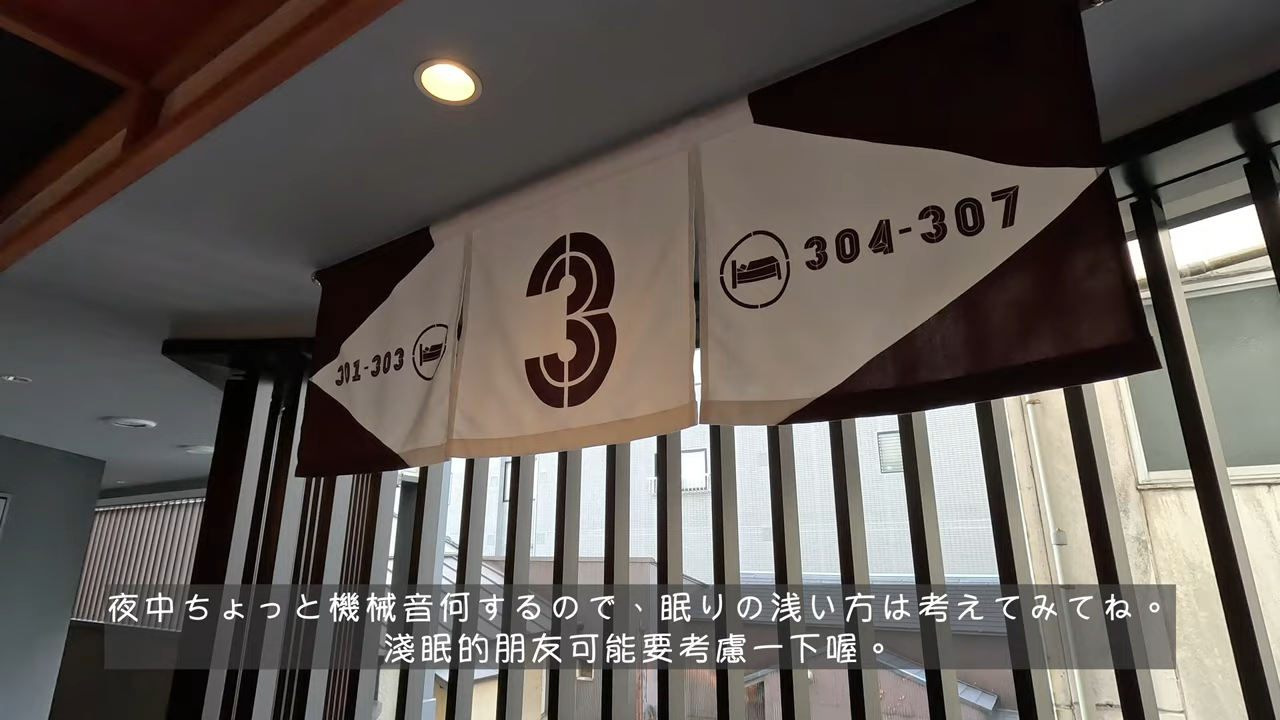 301-303
3
304-307
夜中ちょっと機械音何するので、眠りの浅い方は考えてみてね。
淺眠的朋友可能要考慮一下喔。